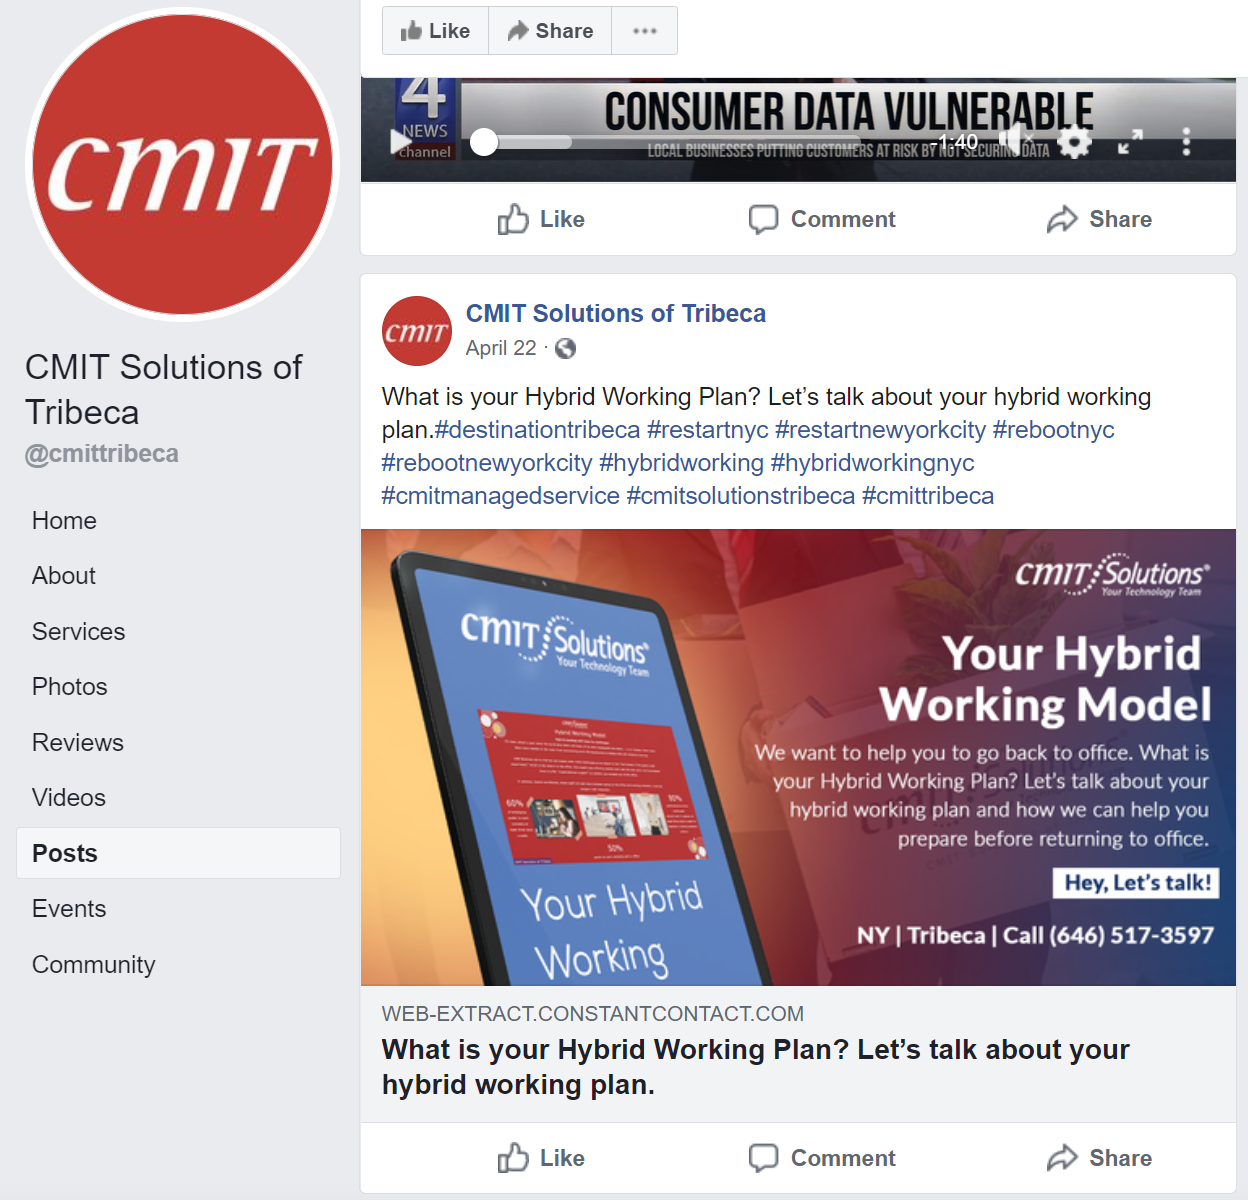 CMIT
CMIT Solutions of
Tribeca
@cmittribeca
Home
About
Services
Photos
Reviews
Videos
Posts
Events
Community
Like
Share
4
NEWS
channel
CONSUMER DATA VULNERABLE
LOCAL BUSINESSES PUTTING CUSTOMERS AT RISK BY NOT SECURING DATA
-1:40
Like
Comment
Share
CMIT
CMIT Solutions of Tribeca
April 22 ·
What is your Hybrid Working Plan? Let’s talk about your hybrid working
plan.#destinationtribeca #restartnyc #restartnewyorkcity #rebootnyc
#rebootnewyorkcity #hybridworking #hybridworkingnyc
#cmitmanagedservice #cmitsolutionstribeca #cmittribeca
CMIT Solutions®
Your Technology Team
Hybrid Working Model
60%
80%
50%
Your Hybrid
Working
CMIT Solutions®
Your Technology Team
Your Hybrid
Working Model
We want to help you to go back to office. What is
your Hybrid Working Plan? Let's talk about your
hybrid working plan and how we can help you
prepare before returning to office.
Hey, Let's talk!
NY | Tribeca | Call (646) 517-3597
WEB-EXTRACT.CONSTANTCONTACT.COM
What is your Hybrid Working Plan? Let’s talk about your
hybrid working plan.
Like
Comment
Share